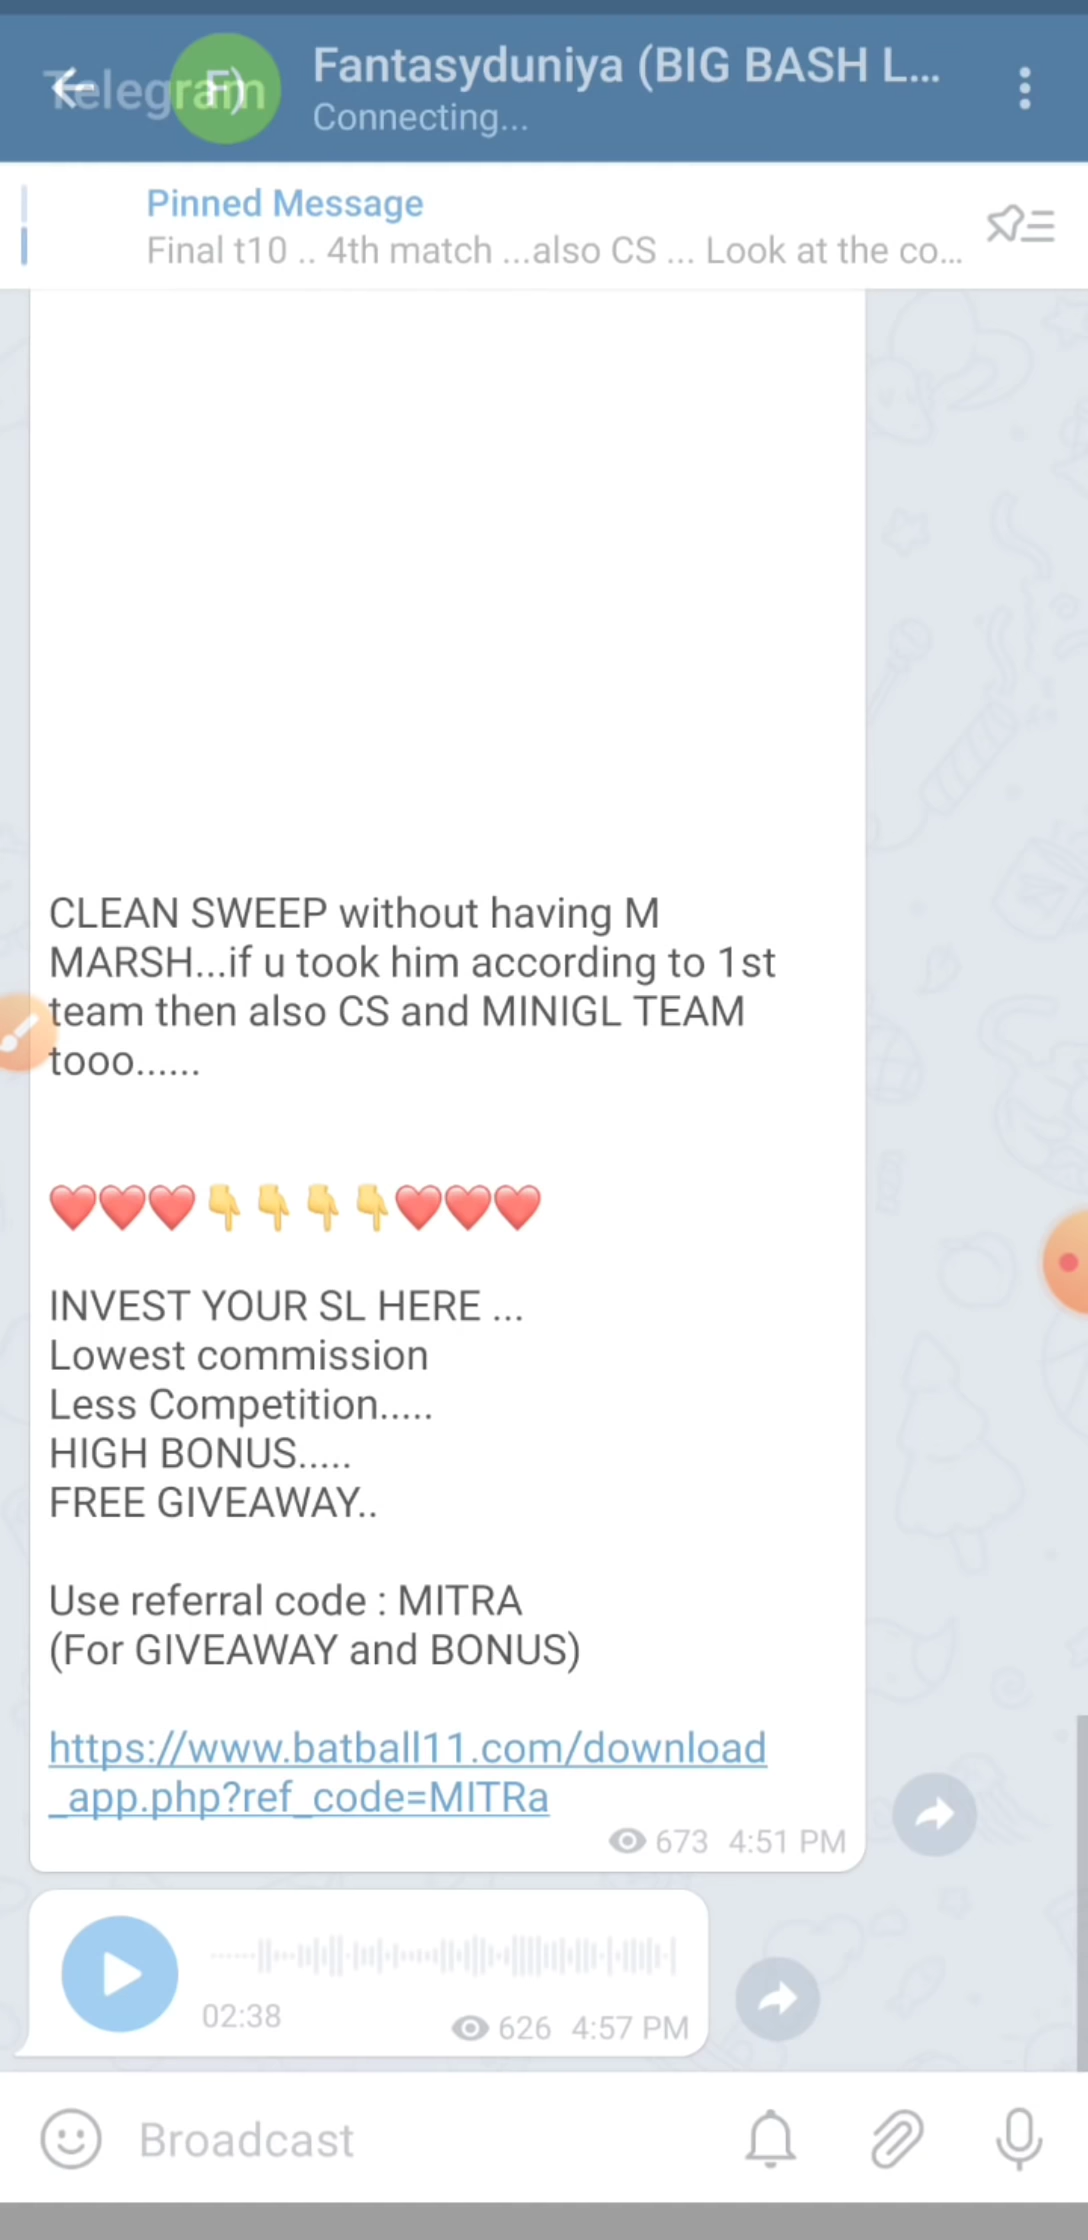 Telegram
F)
Fantasyduniya (BIG BASH L...
Connecting...
Pinned Message
Final t10 .. 4th match ...also CS ... Look at the co...
CLEAN SWEEP without having M
MARSH...if u took him according to 1st
team then also CS and MINIGL TEAM
tooo......
❤️❤️❤️👇👇👇👇❤️❤️❤️
INVEST YOUR SL HERE ...
Lowest commission
Less Competition.....
HIGH BONUS.....
FREE GIVEAWAY..
Use referral code : MITRA
(For GIVEAWAY and BONUS)
https://www.batball11.com/download
_app.php?ref_code=MITRa
673 4:51 PM
02:38
626 4:57 PM
Broadcast